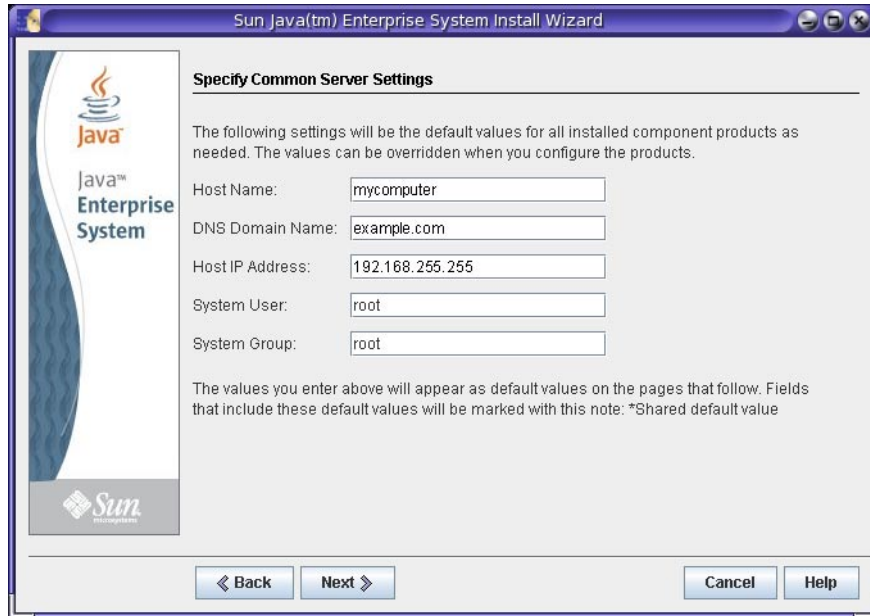 Sun Java(tm) Enterprise System Install Wizard
Java™
Java™
Enterprise
System
Sun
microsystems
Specify Common Server Settings
The following settings will be the default values for all installed component products as
needed. The values can be overridden when you configure the products.
Host Name: mycomputer
DNS Domain Name: example.com
Host IP Address: 192.168.255.255
System User: root
System Group: root
The values you enter above will appear as default values on the pages that follow. Fields
that include these default values will be marked with this note: *Shared default value
Back Next Cancel Help